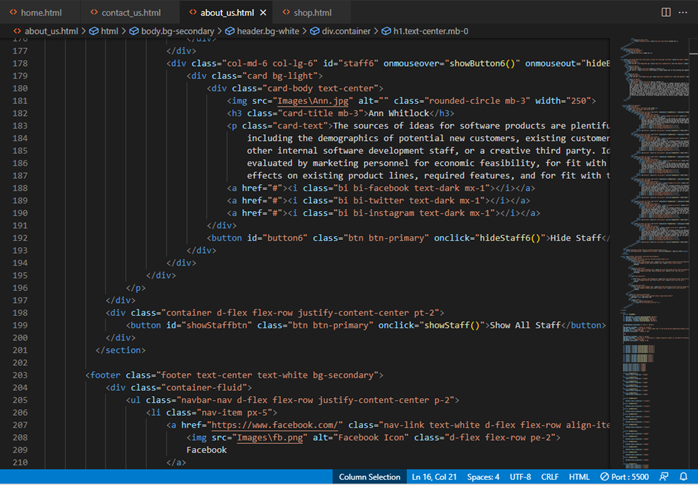 home.html contact_us.html about_us.html shop.html
about_us.html > html > body.bg-secondary > header.bg-white > div.container > h1.text-center.mb-0
176 </div>
177 </div>
178 <div class="col-md-6 col-lg-6" id="staff6" onmouseover="showButton6()" onmouseout="hideB
179 <div class="card bg-light">
180 <div class="card-body text-center">
181 <img src="Images\Ann.jpg" alt="" class="rounded-circle mb-3" width="250">
182 <h3 class="card-title mb-3">Ann Whitlock</h3>
183 <p class="card-text">The sources of ideas for software products are plentifu
184 including the demographics of potential new customers, existing customer
185 other internal software development staff, or a creative third party. Id
186 evaluated by marketing personnel for economic feasibility, for fit with
187 effects on existing product lines, required features, and for fit with t
188 <a href="#"><i class="bi bi-facebook text-dark mx-1"></i></a>
189 <a href="#"><i class="bi bi-twitter text-dark mx-1"></i></a>
190 <a href="#"><i class="bi bi-instagram text-dark mx-1"></i></a>
191 </div>
192 <button id="button6" class="btn btn-primary" onclick="hideStaff6()">Hide Staff</
193 </div>
194 </div>
195 </div>
196 </p>
197 </div>
198 <div class="container d-flex flex-row justify-content-center pt-2">
199 <button id="showStaffbtn" class="btn btn-primary" onclick="showStaff()">Show All Staff</button>
200 </div>
201 </section>
202
203 <footer class="footer text-center text-white bg-secondary">
204 <div class="container-fluid">
205 <ul class="navbar-nav d-flex flex-row justify-content-center p-2">
206 <li class="nav-item px-5">
207 <a href="https://www.facebook.com/" class="nav-link text-white d-flex flex-row align-ite
208 <img src="Images\fb.png" alt="Facebook Icon" class="d-flex flex-row pe-2">
209 Facebook
210 </a>
Column Selection Ln 16, Col 21 Spaces: 4 UTF-8 CRLF HTML Port : 5500